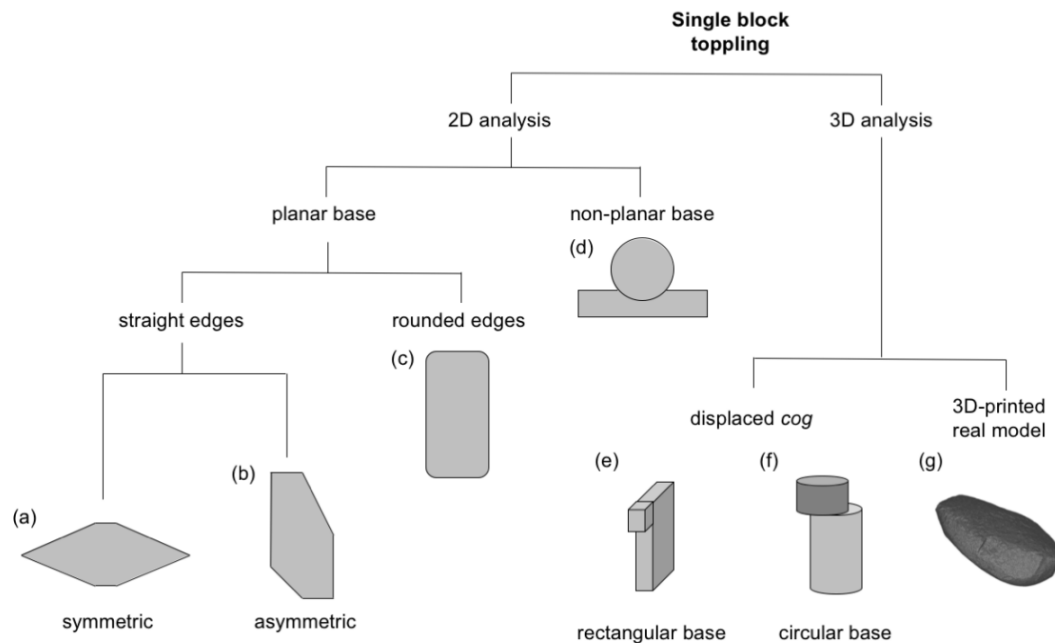 Single block
toppling
2D analysis
3D analysis
planar base
non-planar base
(d)
straight edges
rounded edges
(c)
displaced cog
3D-printed
real model
(a)
(b)
(e)
(f)
(g)
symmetric
asymmetric
rectangular base
circular base